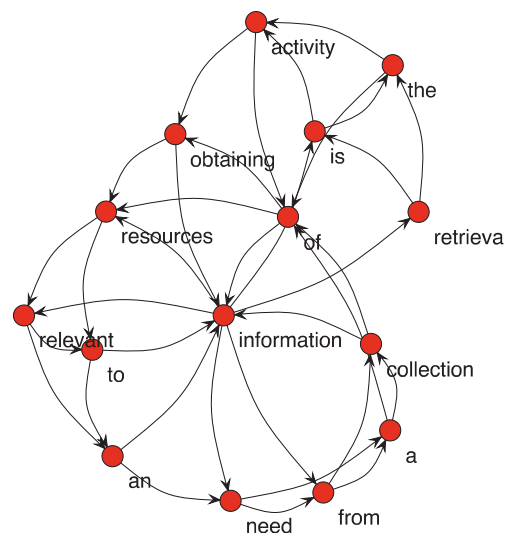 activity
the
is
obtaining
of
retrieva
resources
relevant
information
to
collection
a
an
from
need